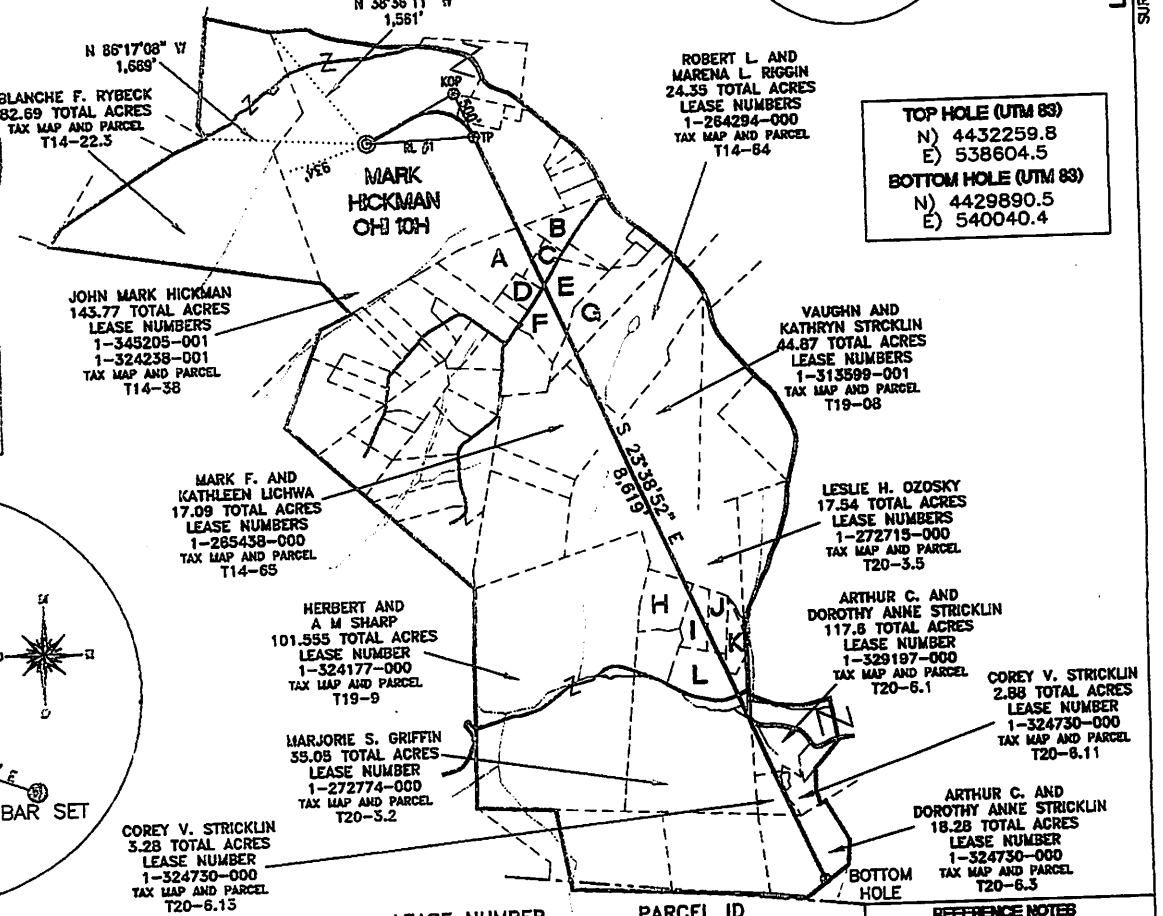 N 38°36'11" W
1,561'
N 86°17'08" W
1,669'
BLANCHE F. RYBECK
82.69 TOTAL ACRES
TAX MAP AND PARCEL
T14-22.3
KOP
500'
TP
RL 61
934'
MARK
HICKMAN
OHI 10H
ROBERT L. AND
MARENA L. RIGGIN
24.35 TOTAL ACRES
LEASE NUMBERS
1-264294-000
TAX MAP AND PARCEL
T14-64
TOP HOLE (UTM 83)
N) 4432259.8
E) 538604.5
BOTTOM HOLE (UTM 83)
N) 4429890.5
E) 540040.4
A
B
C
D
E
F
G
JOHN MARK HICKMAN
143.77 TOTAL ACRES
LEASE NUMBERS
1-345205-001
1-324238-001
TAX MAP AND PARCEL
T14-38
VAUGHN AND
KATHRYN STRCKLIN
44.87 TOTAL ACRES
LEASE NUMBERS
1-313599-001
TAX MAP AND PARCEL
T19-08
S 23°38'52" E
8,619'
MARK F. AND
KATHLEEN LICHWA
17.09 TOTAL ACRES
LEASE NUMBERS
1-265438-000
TAX MAP AND PARCEL
T14-65
LESLIE H. OZOSKY
17.54 TOTAL ACRES
LEASE NUMBERS
1-272715-000
TAX MAP AND PARCEL
T20-3.5
HERBERT AND
A M SHARP
101.555 TOTAL ACRES
LEASE NUMBER
1-324177-000
TAX MAP AND PARCEL
T19-9
H
I
J
K
L
ARTHUR C. AND
DOROTHY ANNE STRICKLIN
117.6 TOTAL ACRES
LEASE NUMBER
1-329197-000
TAX MAP AND PARCEL
T20-6.1
COREY V. STRICKLIN
2.88 TOTAL ACRES
LEASE NUMBER
1-324730-000
TAX MAP AND PARCEL
T20-6.11
MARJORIE S. GRIFFIN
35.05 TOTAL ACRES
LEASE NUMBER
1-272774-000
TAX MAP AND PARCEL
T20-3.2
E
BAR SET
COREY V. STRICKLIN
3.28 TOTAL ACRES
LEASE NUMBER
1-324730-000
TAX MAP AND PARCEL
T20-6.13
ARTHUR C. AND
DOROTHY ANNE STRICKLIN
18.28 TOTAL ACRES
LEASE NUMBER
1-324730-000
TAX MAP AND PARCEL
T20-6.3
BOTTOM
HOLE
LEASE NUMBER
PARCEL ID
REFERENCE NOTES